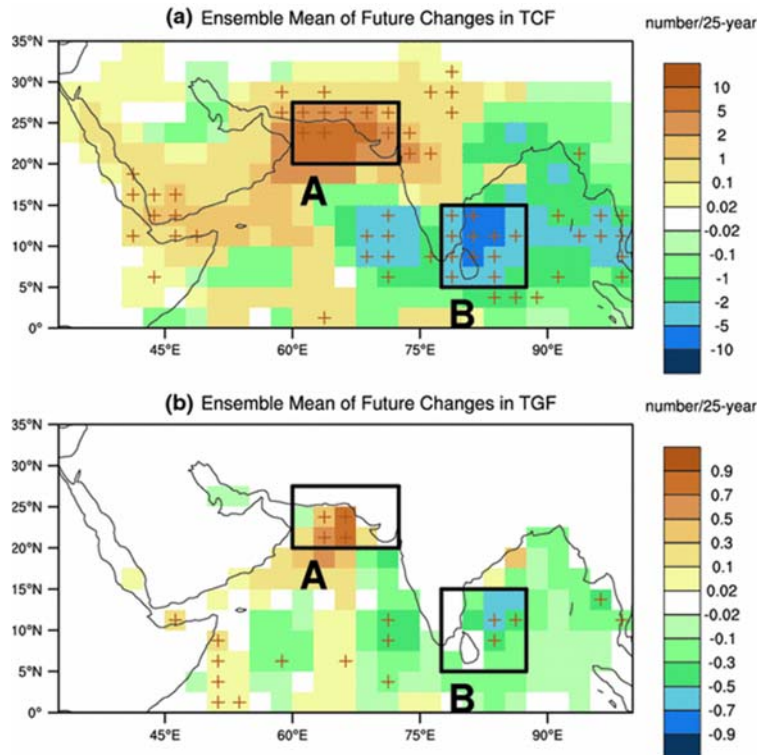 (a) Ensemble Mean of Future Changes in TCF
number/25-year
35°N
30°N
25°N
20°N
15°N
10°N
5°N
0°
45°E 60°E 75°E 90°E
A
B
10
5
2
1
0.1
0.02
-0.02
-0.1
-1
-2
-5
-10
(b) Ensemble Mean of Future Changes in TGF
number/25-year
35°N
30°N
25°N
20°N
15°N
10°N
5°N
0°
45°E 60°E 75°E 90°E
A
B
0.9
0.7
0.5
0.3
0.1
0.02
-0.02
-0.1
-0.3
-0.5
-0.7
-0.9